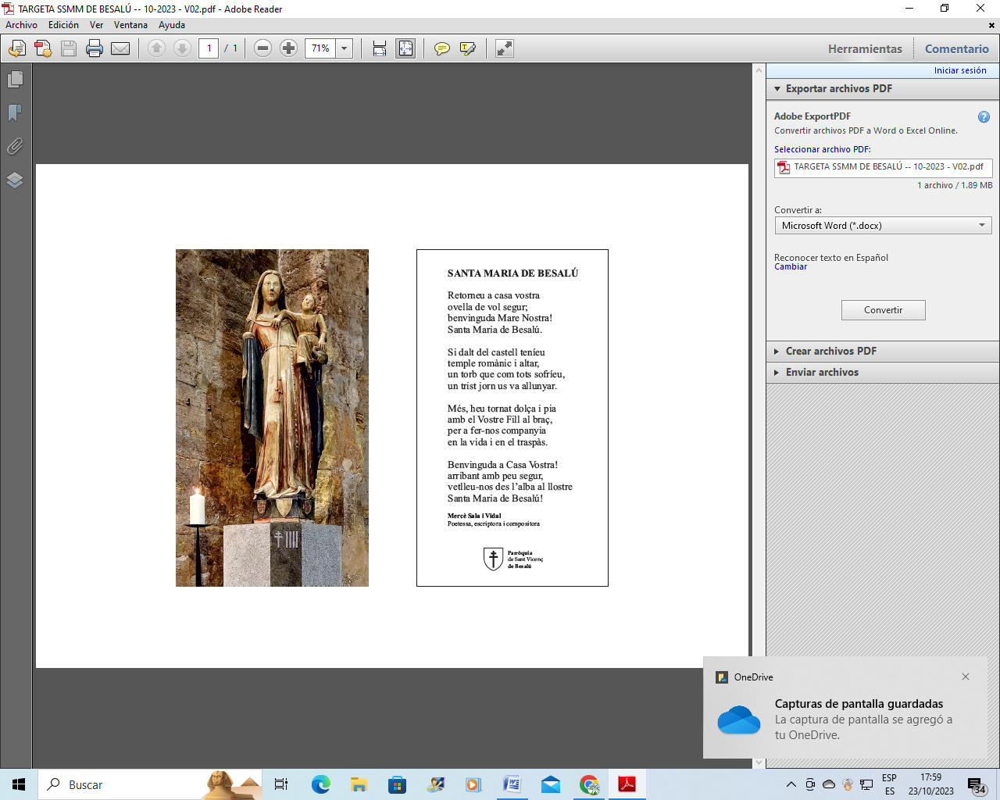 TARGETA SSMM DE BESALÚ -- 10-2023 - V02.pdf - Adobe Reader
Archivo Edición Ver Ventana Ayuda
1 / 1 71% Herramientas Comentario
Iniciar sesión
Exportar archivos PDF
Adobe ExportPDF
Convertir archivos PDF a Word o Excel Online.
Seleccionar archivo PDF:
TARGETA SSMM DE BESALÚ -- 10-2023 - V02.pdf
1 archivo / 1.89 MB
Convertir a:
Microsoft Word (*.docx)
Reconocer texto en Español
Cambiar
Convertir
Crear archivos PDF
Enviar archivos
SANTA MARIA DE BESALÚ
Retorneu a casa vostra
ovella de vol segur;
benvinguda Mare Nostra!
Santa Maria de Besalú.
Si dalt del castell teníeu
temple romànic i altar,
un torb que com tots sofríeu,
un trist jorn us va allunyar.
Més, heu tornat dolça i pia
amb el Vostre Fill al braç,
per a fer-nos companyia
en la vida i en el traspàs.
Benvinguda a Casa Vostra!
arribant amb peu segur,
vetlleu-nos des l'alba al llostre
Santa Maria de Besalú!
Mercè Sala i Vidal
Poetessa, escriptora i compositora
Parròquia
de Sant Vicenç
de Besalú
OneDrive
Capturas de pantalla guardadas
La captura de pantalla se agregó a
tu OneDrive.
Buscar
ESP
ES
17:59
23/10/2023
34